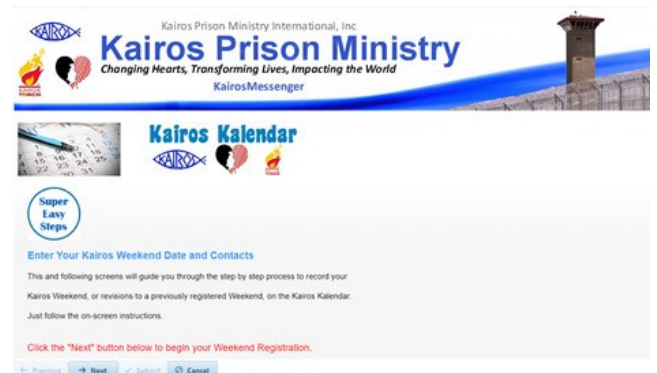 Kairos Prison Ministry International, Inc
KAIROS
Kairos Prison Ministry
Changing Hearts, Transforming Lives, Impacting the World
KAIROS
TORCH
KairosMessenger
Kairos Kalendar
KAIROS
Super
Easy
Steps
Enter Your Kairos Weekend Date and Contacts
This and following screens will guide you through the step by step process to record your
Kairos Weekend, or revisions to a previously registered Weekend, on the Kairos Kalendar.
Just follow the on-screen instructions.
Click the "Next" button below to begin your Weekend Registration.
← Previous → Next ✓ Submit Cancel